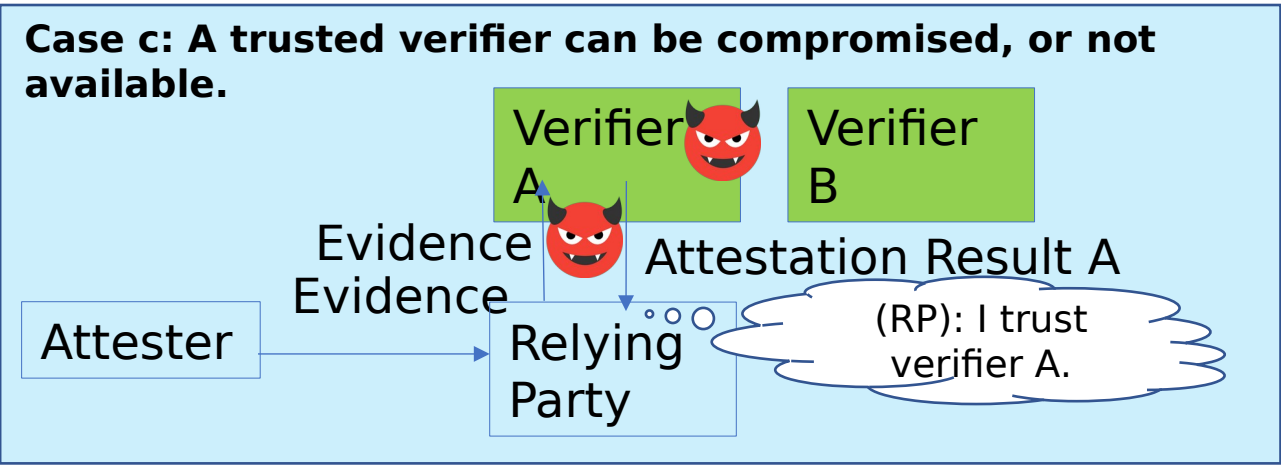 Case c: A trusted verifier can be compromised, or not
available.
Verifier
A
Verifier
B
Evidence
Attestation Result A
Evidence
Attester
Relying
Party
(RP): I trust
verifier A.